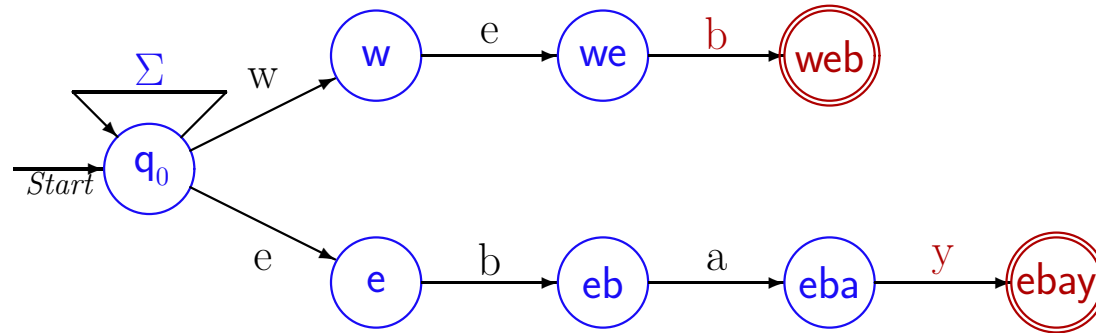 w e we b web
Σ w
q₀
Start
e
e b eb a eba y ebay